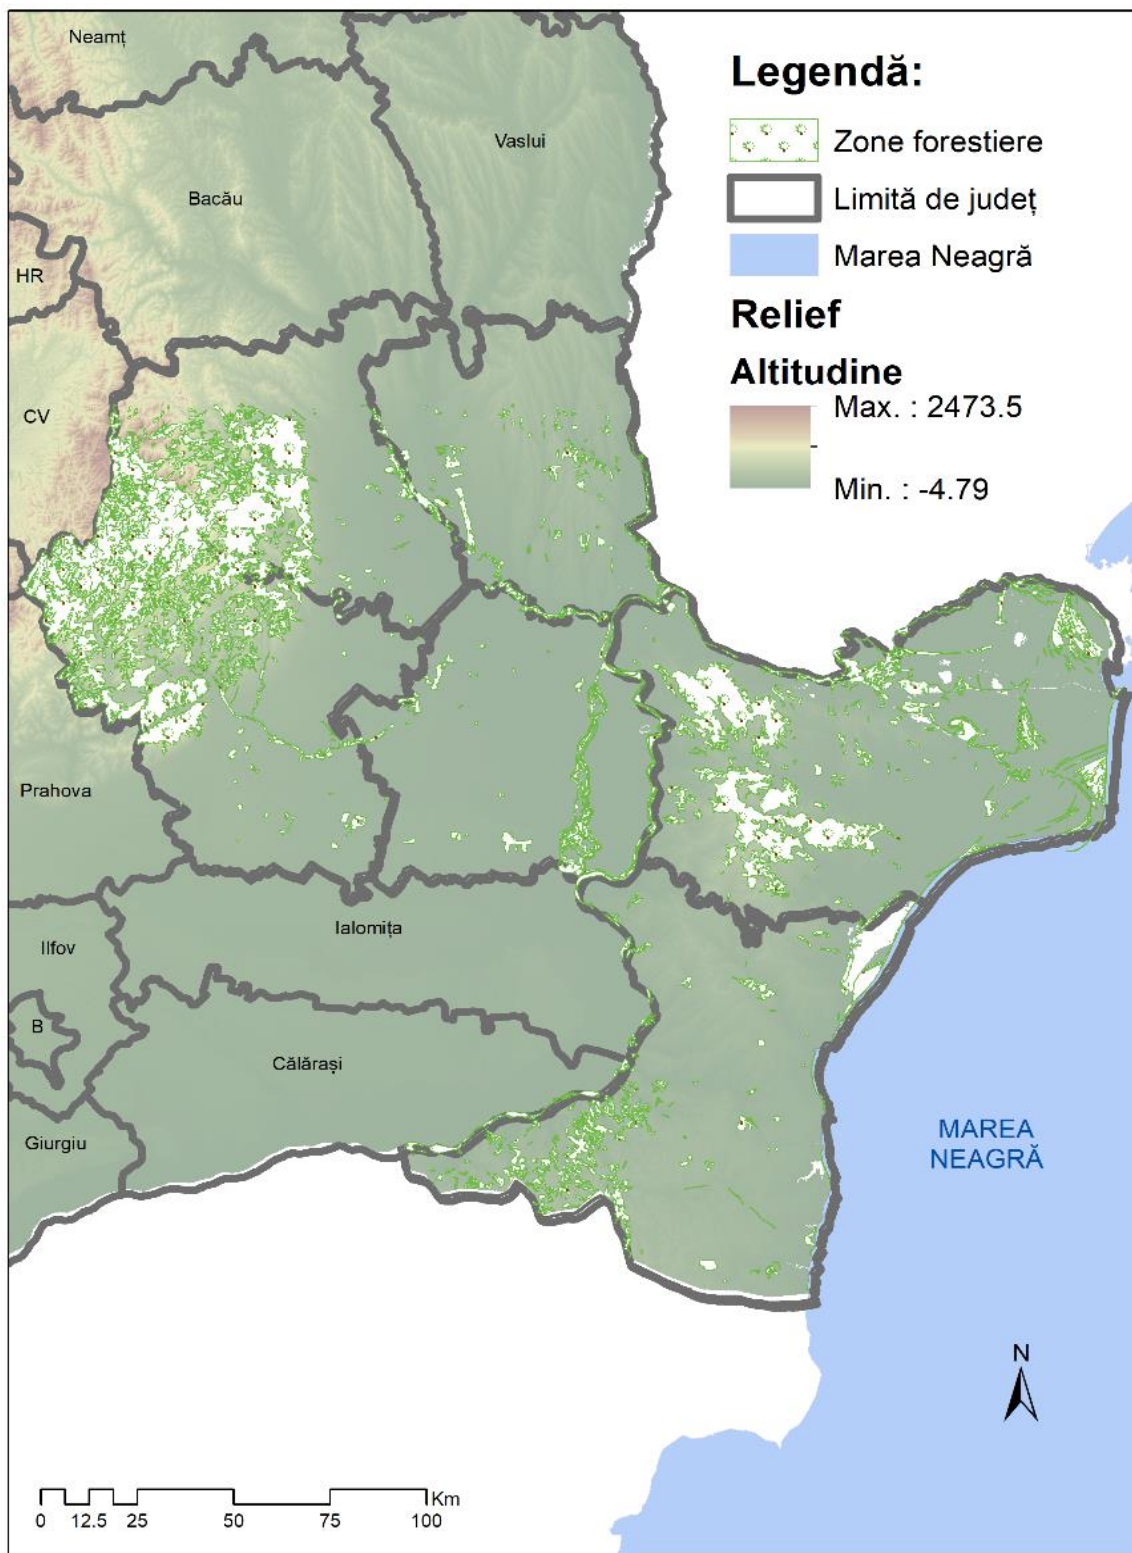 Neamț
Vaslui
Bacău
HR
CV
Prahova
Ilfov
B
Ialomița
Călărași
Giurgiu
Legendă:
Zone forestiere
Limită de județ
Marea Neagră
Relief
Altitudine
Max. : 2473.5
Min. : -4.79
MAREA
NEAGRĂ
N
Km
0 12.5 25 50 75 100